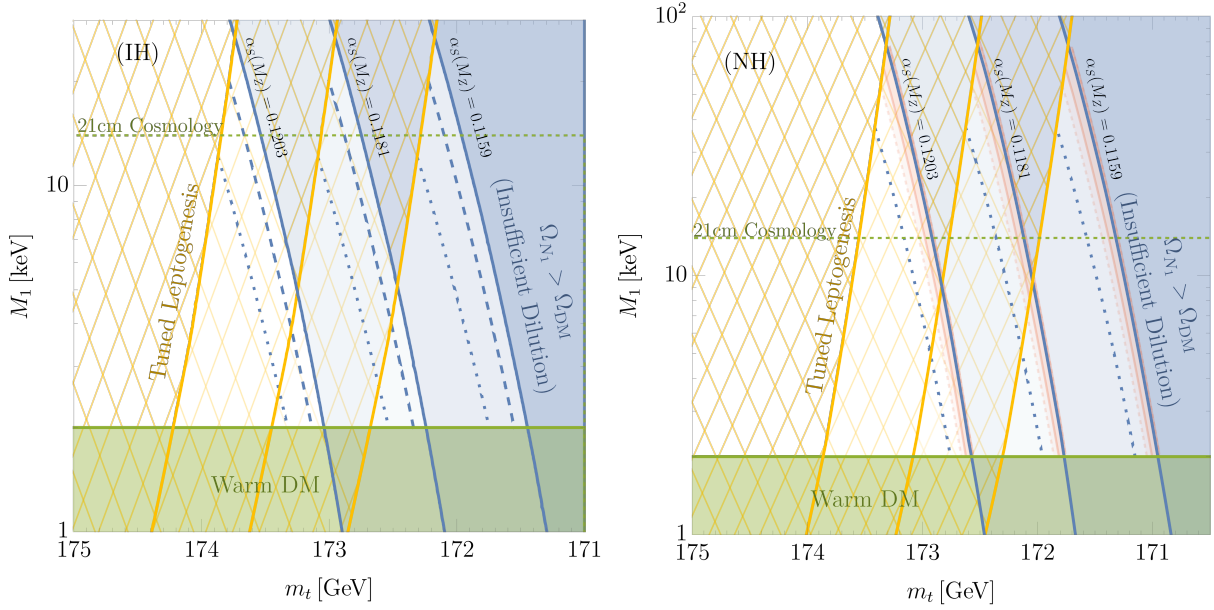 (IH)
αS(MZ) = 0.1203
αS(MZ) = 0.1181
αS(MZ) = 0.1159
21cm Cosmology
Tuned Leptogenesis
ΩN1 > ΩDM
(Insufficient Dilution)
Warm DM
10
1
M1 [keV]
175 174 173 172 171
mt [GeV]
(NH)
αS(MZ) = 0.1203
αS(MZ) = 0.1181
αS(MZ) = 0.1159
21cm Cosmology
Tuned Leptogenesis
ΩN1 > ΩDM
(Insufficient Dilution)
Warm DM
10²
10
1
M1 [keV]
175 174 173 172 171
mt [GeV]